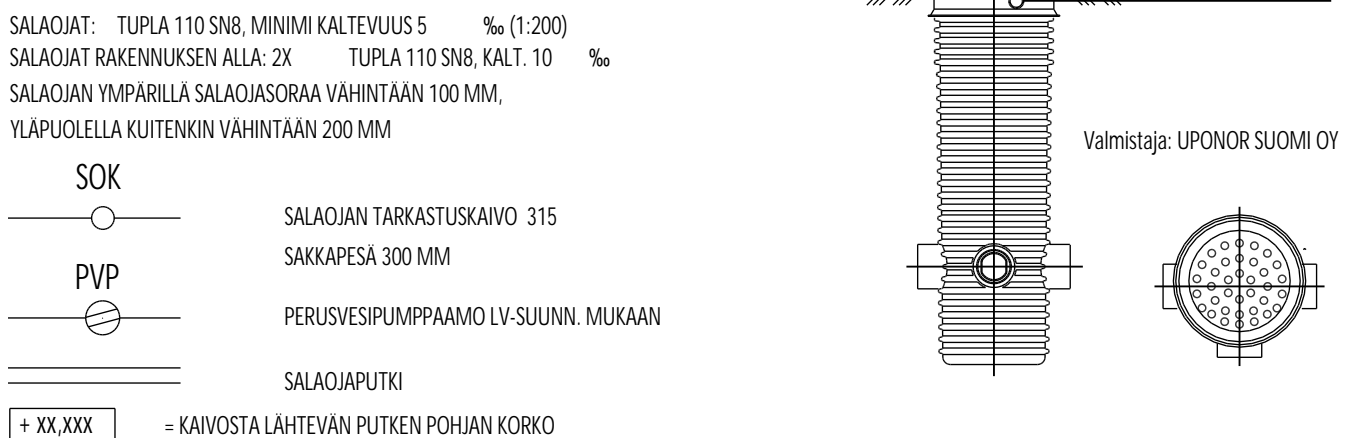 SALAOJAT: TUPLA 110 SN8, MINIMI KALTEVUUS 5 ‰ (1:200)
SALAOJAT RAKENNUKSEN ALLA: 2X TUPLA 110 SN8, KALT. 10 ‰
SALAOJAN YMPÄRILLÄ SALAOJASORAA VÄHINTÄÄN 100 MM,
YLÄPUOLELLA KUITENKIN VÄHINTÄÄN 200 MM
SOK
SALAOJAN TARKASTUSKAIVO 315
SAKKAPESÄ 300 MM
PVP
PERUSVESIPUMPPAAMO LV-SUUNN. MUKAAN
SALAOJAPUTKI
+ XX,XXX = KAIVOSTA LÄHTEVÄN PUTKEN POHJAN KORKO
Valmistaja: UPONOR SUOMI OY